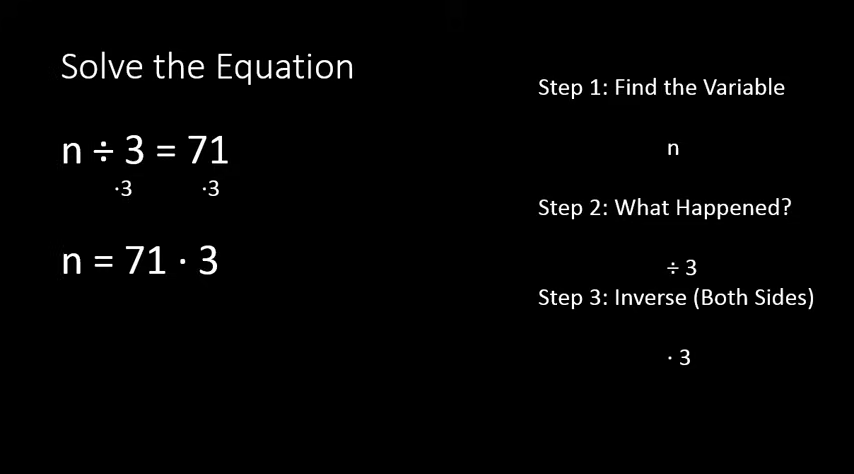 Solve the Equation
n ÷ 3 = 71
·3 ·3
n = 71 · 3
Step 1: Find the Variable
n
Step 2: What Happened?
÷ 3
Step 3: Inverse (Both Sides)
· 3